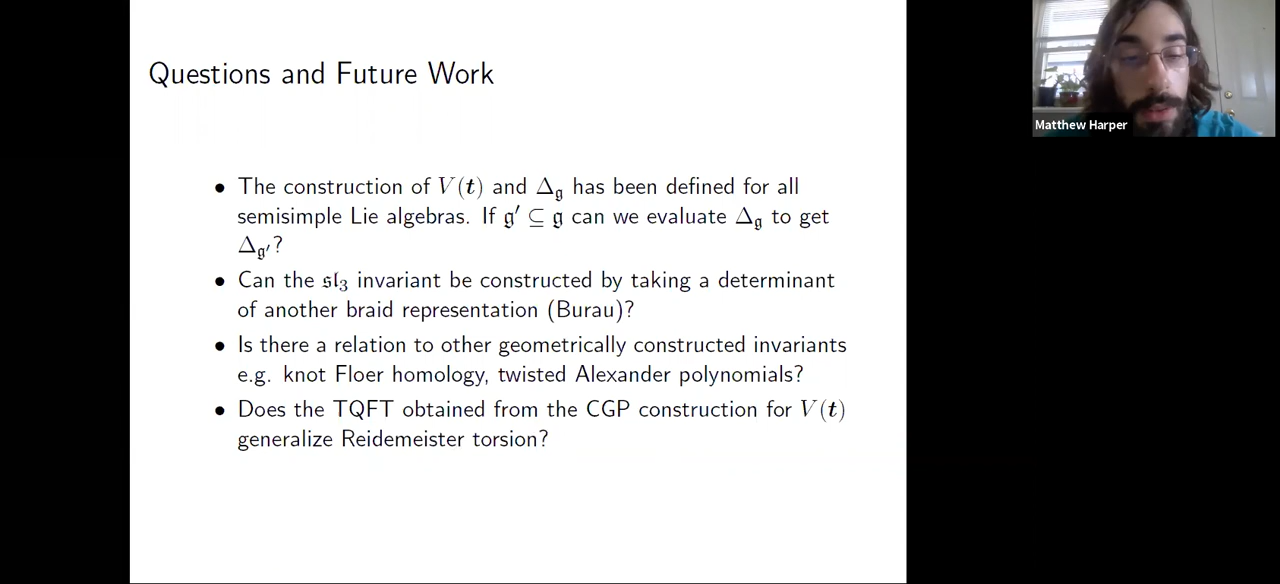 Questions and Future Work
• The construction of V(t) and Δ_𝔤 has been defined for all
semisimple Lie algebras. If 𝔤′ ⊆ 𝔤 can we evaluate Δ_𝔤 to get
Δ_𝔤′?
• Can the 𝔰𝔩₃ invariant be constructed by taking a determinant
of another braid representation (Burau)?
• Is there a relation to other geometrically constructed invariants
e.g. knot Floer homology, twisted Alexander polynomials?
• Does the TQFT obtained from the CGP construction for V(t)
generalize Reidemeister torsion?
Matthew Harper